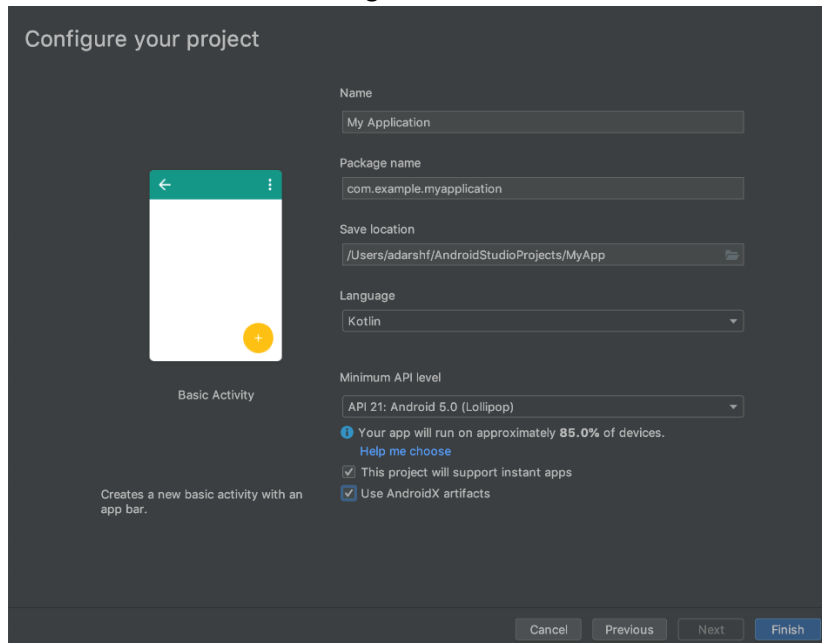 Configure your project
Name
My Application
Package name
com.example.myapplication
Save location
/Users/adarshf/AndroidStudioProjects/MyApp
Language
Kotlin
Basic Activity
Minimum API level
API 21: Android 5.0 (Lollipop)
Your app will run on approximately 85.0% of devices.
Help me choose
This project will support instant apps
Creates a new basic activity with an
app bar.
Use AndroidX artifacts
Cancel Previous Next Finish